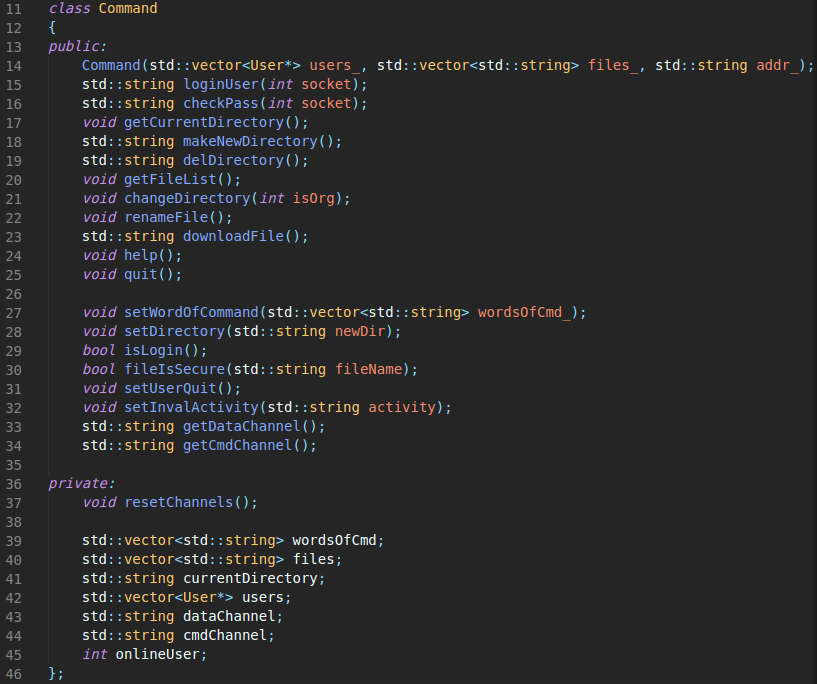 11 class Command
12 {
13 public:
14 Command(std::vector<User*> users_, std::vector<std::string> files_, std::string addr_);
15 std::string loginUser(int socket);
16 std::string checkPass(int socket);
17 void getCurrentDirectory();
18 std::string makeNewDirectory();
19 std::string delDirectory();
20 void getFileList();
21 void changeDirectory(int isOrg);
22 void renameFile();
23 std::string downloadFile();
24 void help();
25 void quit();
26
27 void setWordOfCommand(std::vector<std::string> wordsOfCmd_);
28 void setDirectory(std::string newDir);
29 bool isLogin();
30 bool fileIsSecure(std::string fileName);
31 void setUserQuit();
32 void setInvalActivity(std::string activity);
33 std::string getDataChannel();
34 std::string getCmdChannel();
35
36 private:
37 void resetChannels();
38
39 std::vector<std::string> wordsOfCmd;
40 std::vector<std::string> files;
41 std::string currentDirectory;
42 std::vector<User*> users;
43 std::string dataChannel;
44 std::string cmdChannel;
45 int onlineUser;
46 };